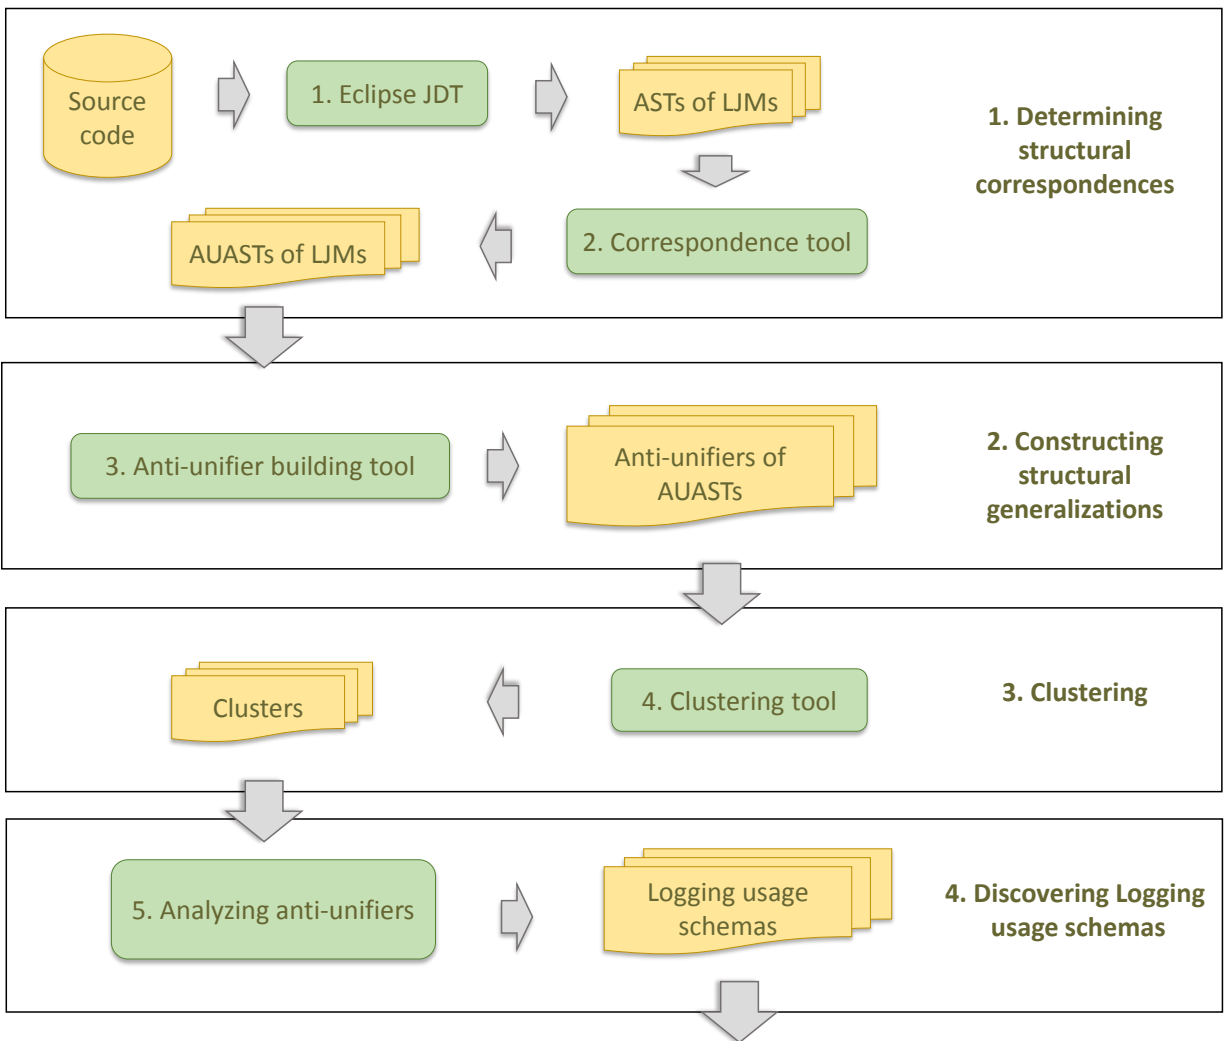 Source
code
1. Eclipse JDT
ASTs of LJMs
1. Determining
structural
correspondences
AUASTs of LJMs
2. Correspondence tool
3. Anti-unifier building tool
Anti-unifiers of
AUASTs
2. Constructing
structural
generalizations
Clusters
4. Clustering tool
3. Clustering
5. Analyzing anti-unifiers
Logging usage
schemas
4. Discovering Logging
usage schemas